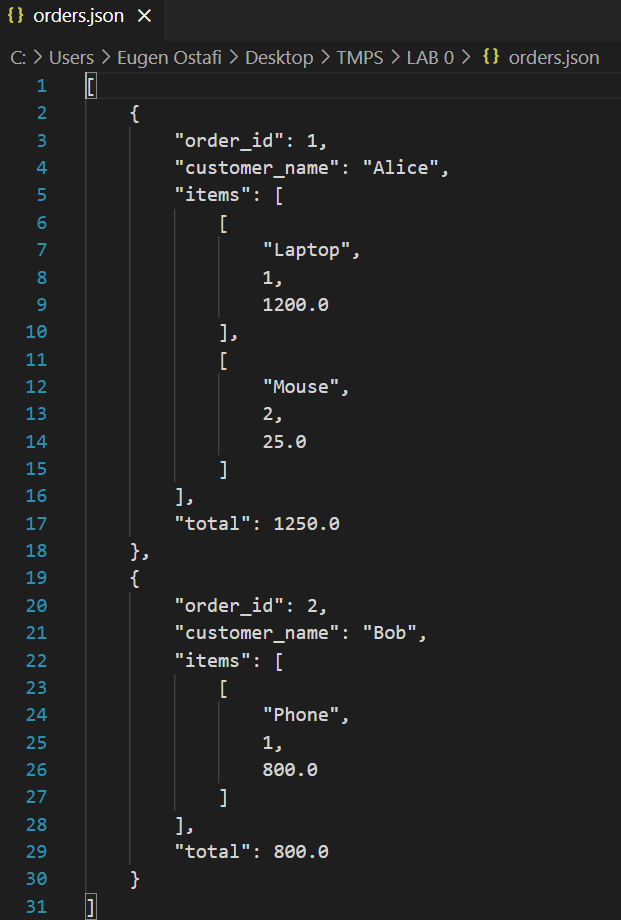 {} orders.json ×
C: > Users > Eugen Ostafi > Desktop > TMPS > LAB 0 > {} orders.json
1 [
2     {
3         "order_id": 1,
4         "customer_name": "Alice",
5         "items": [
6             [
7                 "Laptop",
8                 1,
9                 1200.0
10             ],
11             [
12                 "Mouse",
13                 2,
14                 25.0
15             ]
16         ],
17         "total": 1250.0
18     },
19     {
20         "order_id": 2,
21         "customer_name": "Bob",
22         "items": [
23             [
24                 "Phone",
25                 1,
26                 800.0
27             ]
28         ],
29         "total": 800.0
30     }
31 ]